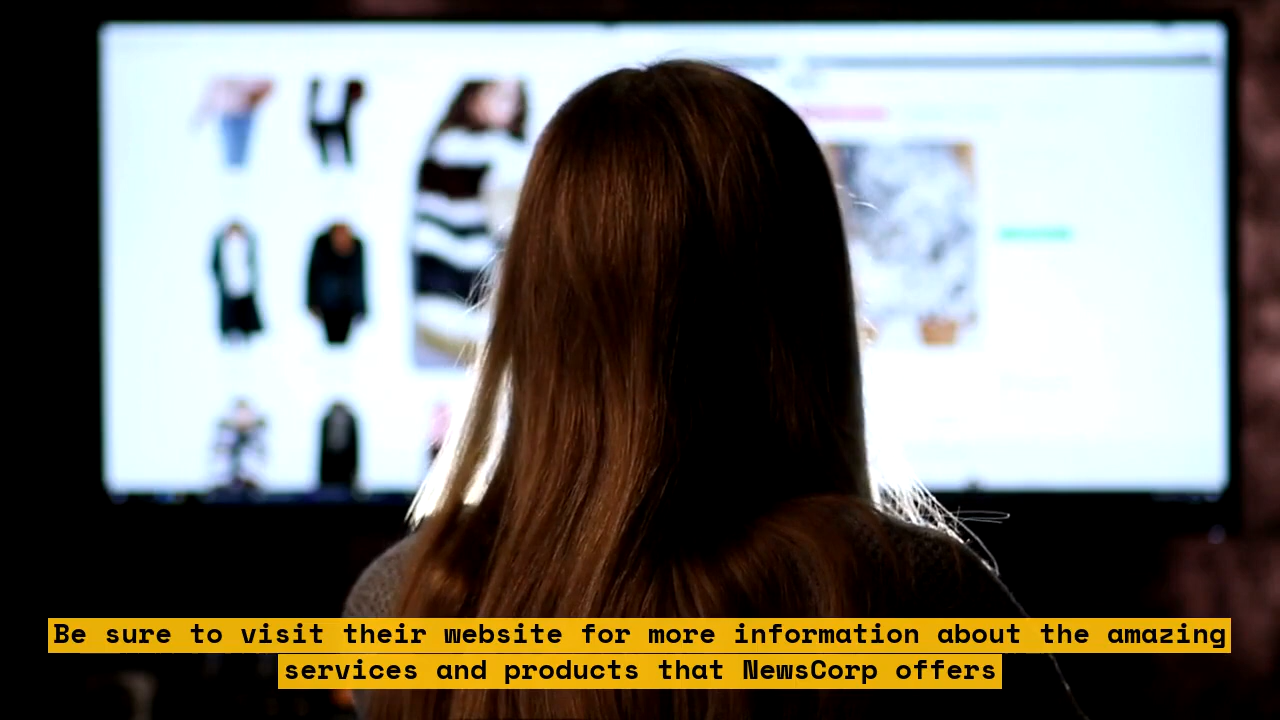 Be sure to visit their website for more information about the amazing
services and products that NewsCorp offers